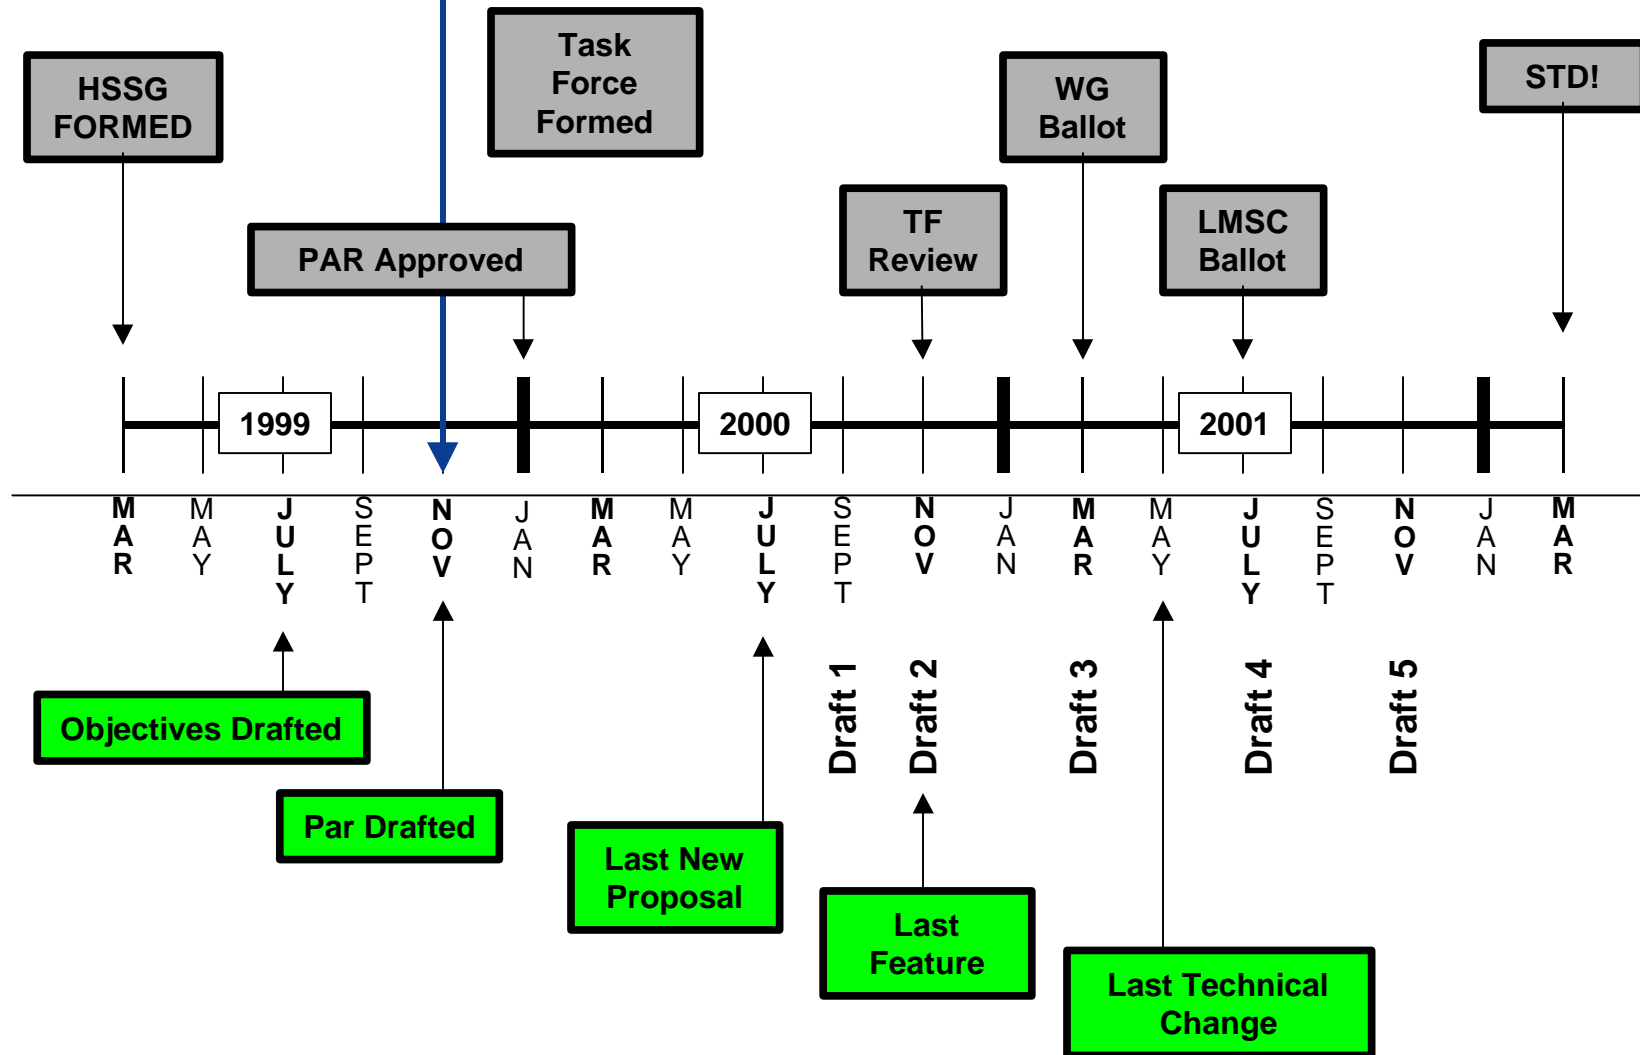 Task
Force
Formed
HSSG
FORMED
WG
Ballot
STD!
PAR Approved
TF
Review
LMSC
Ballot
1999
2000
2001
MAR
MAY
JULY
SEPT
NOV
JAN
MAR
MAY
JULY
SEPT
NOV
JAN
MAR
MAY
JULY
SEPT
NOV
JAN
MAR
Draft 1
Draft 2
Draft 3
Draft 4
Draft 5
Objectives Drafted
Par Drafted
Last New
Proposal
Last
Feature
Last Technical
Change